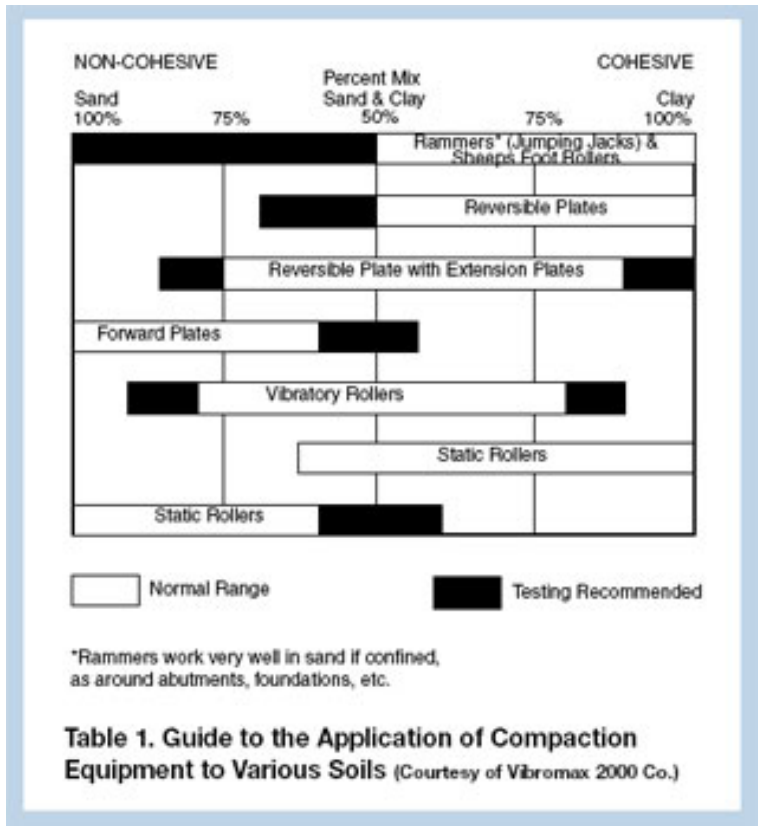 NON-COHESIVE
COHESIVE
Percent Mix
Sand
Sand & Clay
Clay
100%
75%
50%
75%
100%
Rammers* (Jumping Jacks) &
Sheeps Foot Rollers
Reversible Plates
Reversible Plate with Extension Plates
Forward Plates
Vibratory Rollers
Static Rollers
Static Rollers
Normal Range
Testing Recommended
*Rammers work very well in sand if confined,
as around abutments, foundations, etc.
Table 1. Guide to the Application of Compaction
Equipment to Various Soils (Courtesy of Vibromax 2000 Co.)